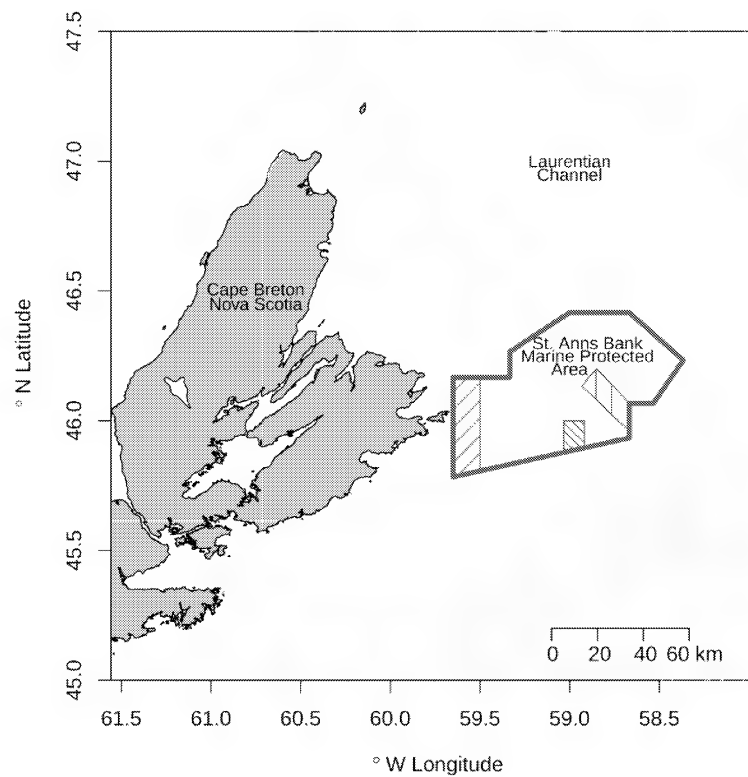 47.5
47.0
46.5
46.0
45.5
45.0
° N Latitude
Laurentian
Channel
Cape Breton
Nova Scotia
St. Anns Bank
Marine Protected
Area
0 20 40 60 km
61.5 61.0 60.5 60.0 59.5 59.0 58.5
° W Longitude